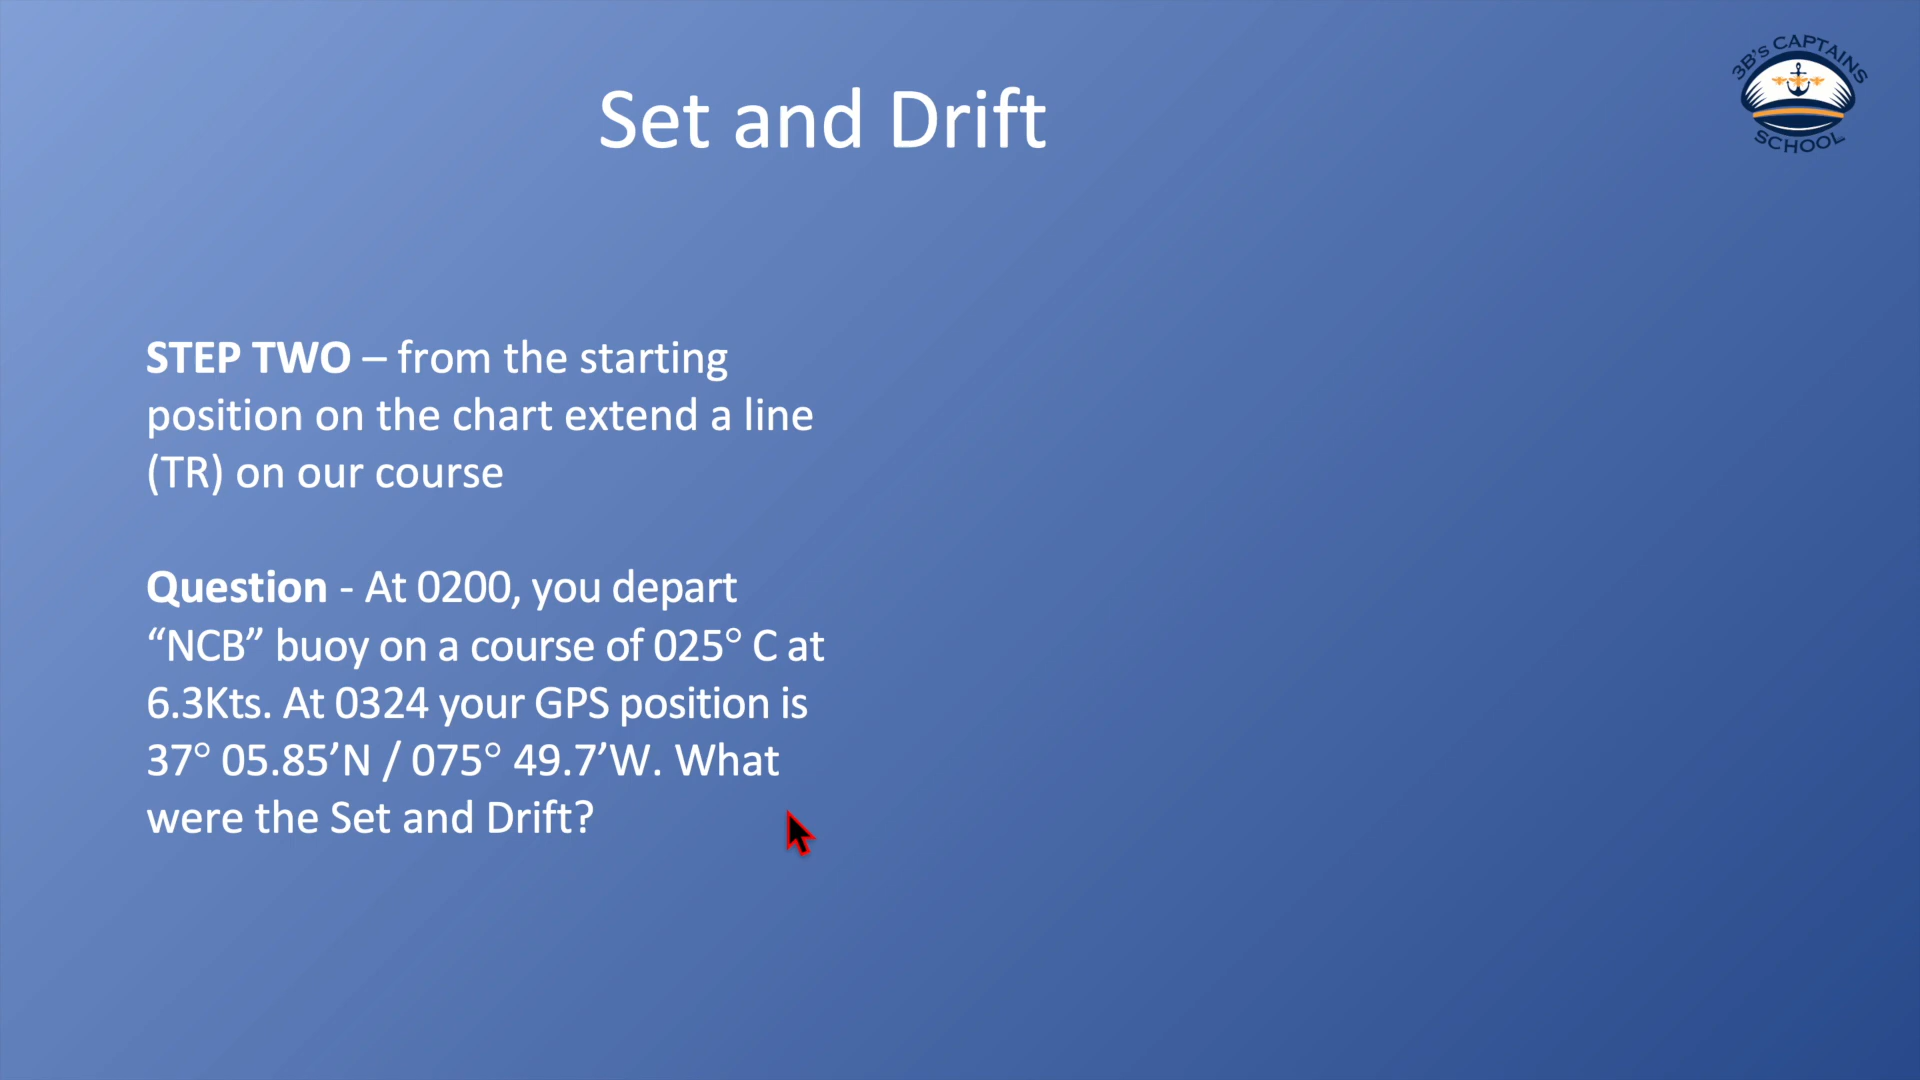 3B's CAPTAINS
SCHOOL
Set and Drift
STEP TWO – from the starting
position on the chart extend a line
(TR) on our course
Question - At 0200, you depart
“NCB” buoy on a course of 025° C at
6.3Kts. At 0324 your GPS position is
37° 05.85’N / 075° 49.7’W. What
were the Set and Drift?